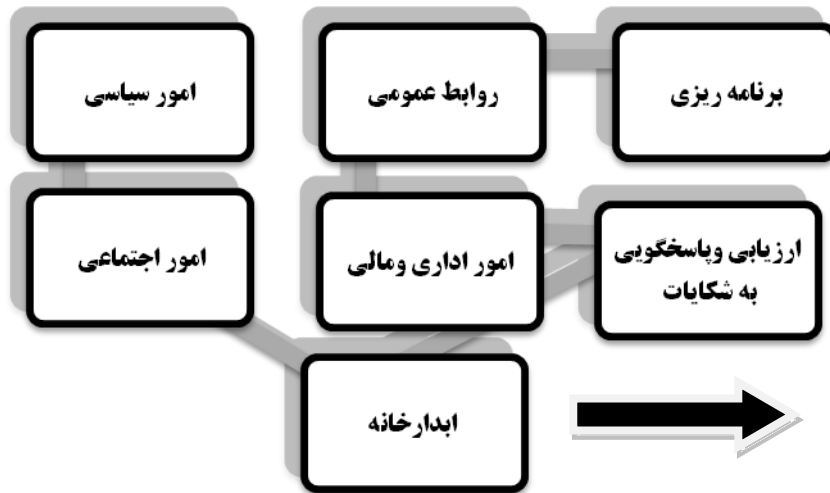 برنامه ریزی
روابط عمومی
امور سیاسی
ارزیابی وپاسخگویی
به شکایات
امور اداری ومالی
امور اجتماعی
ابدارخانه